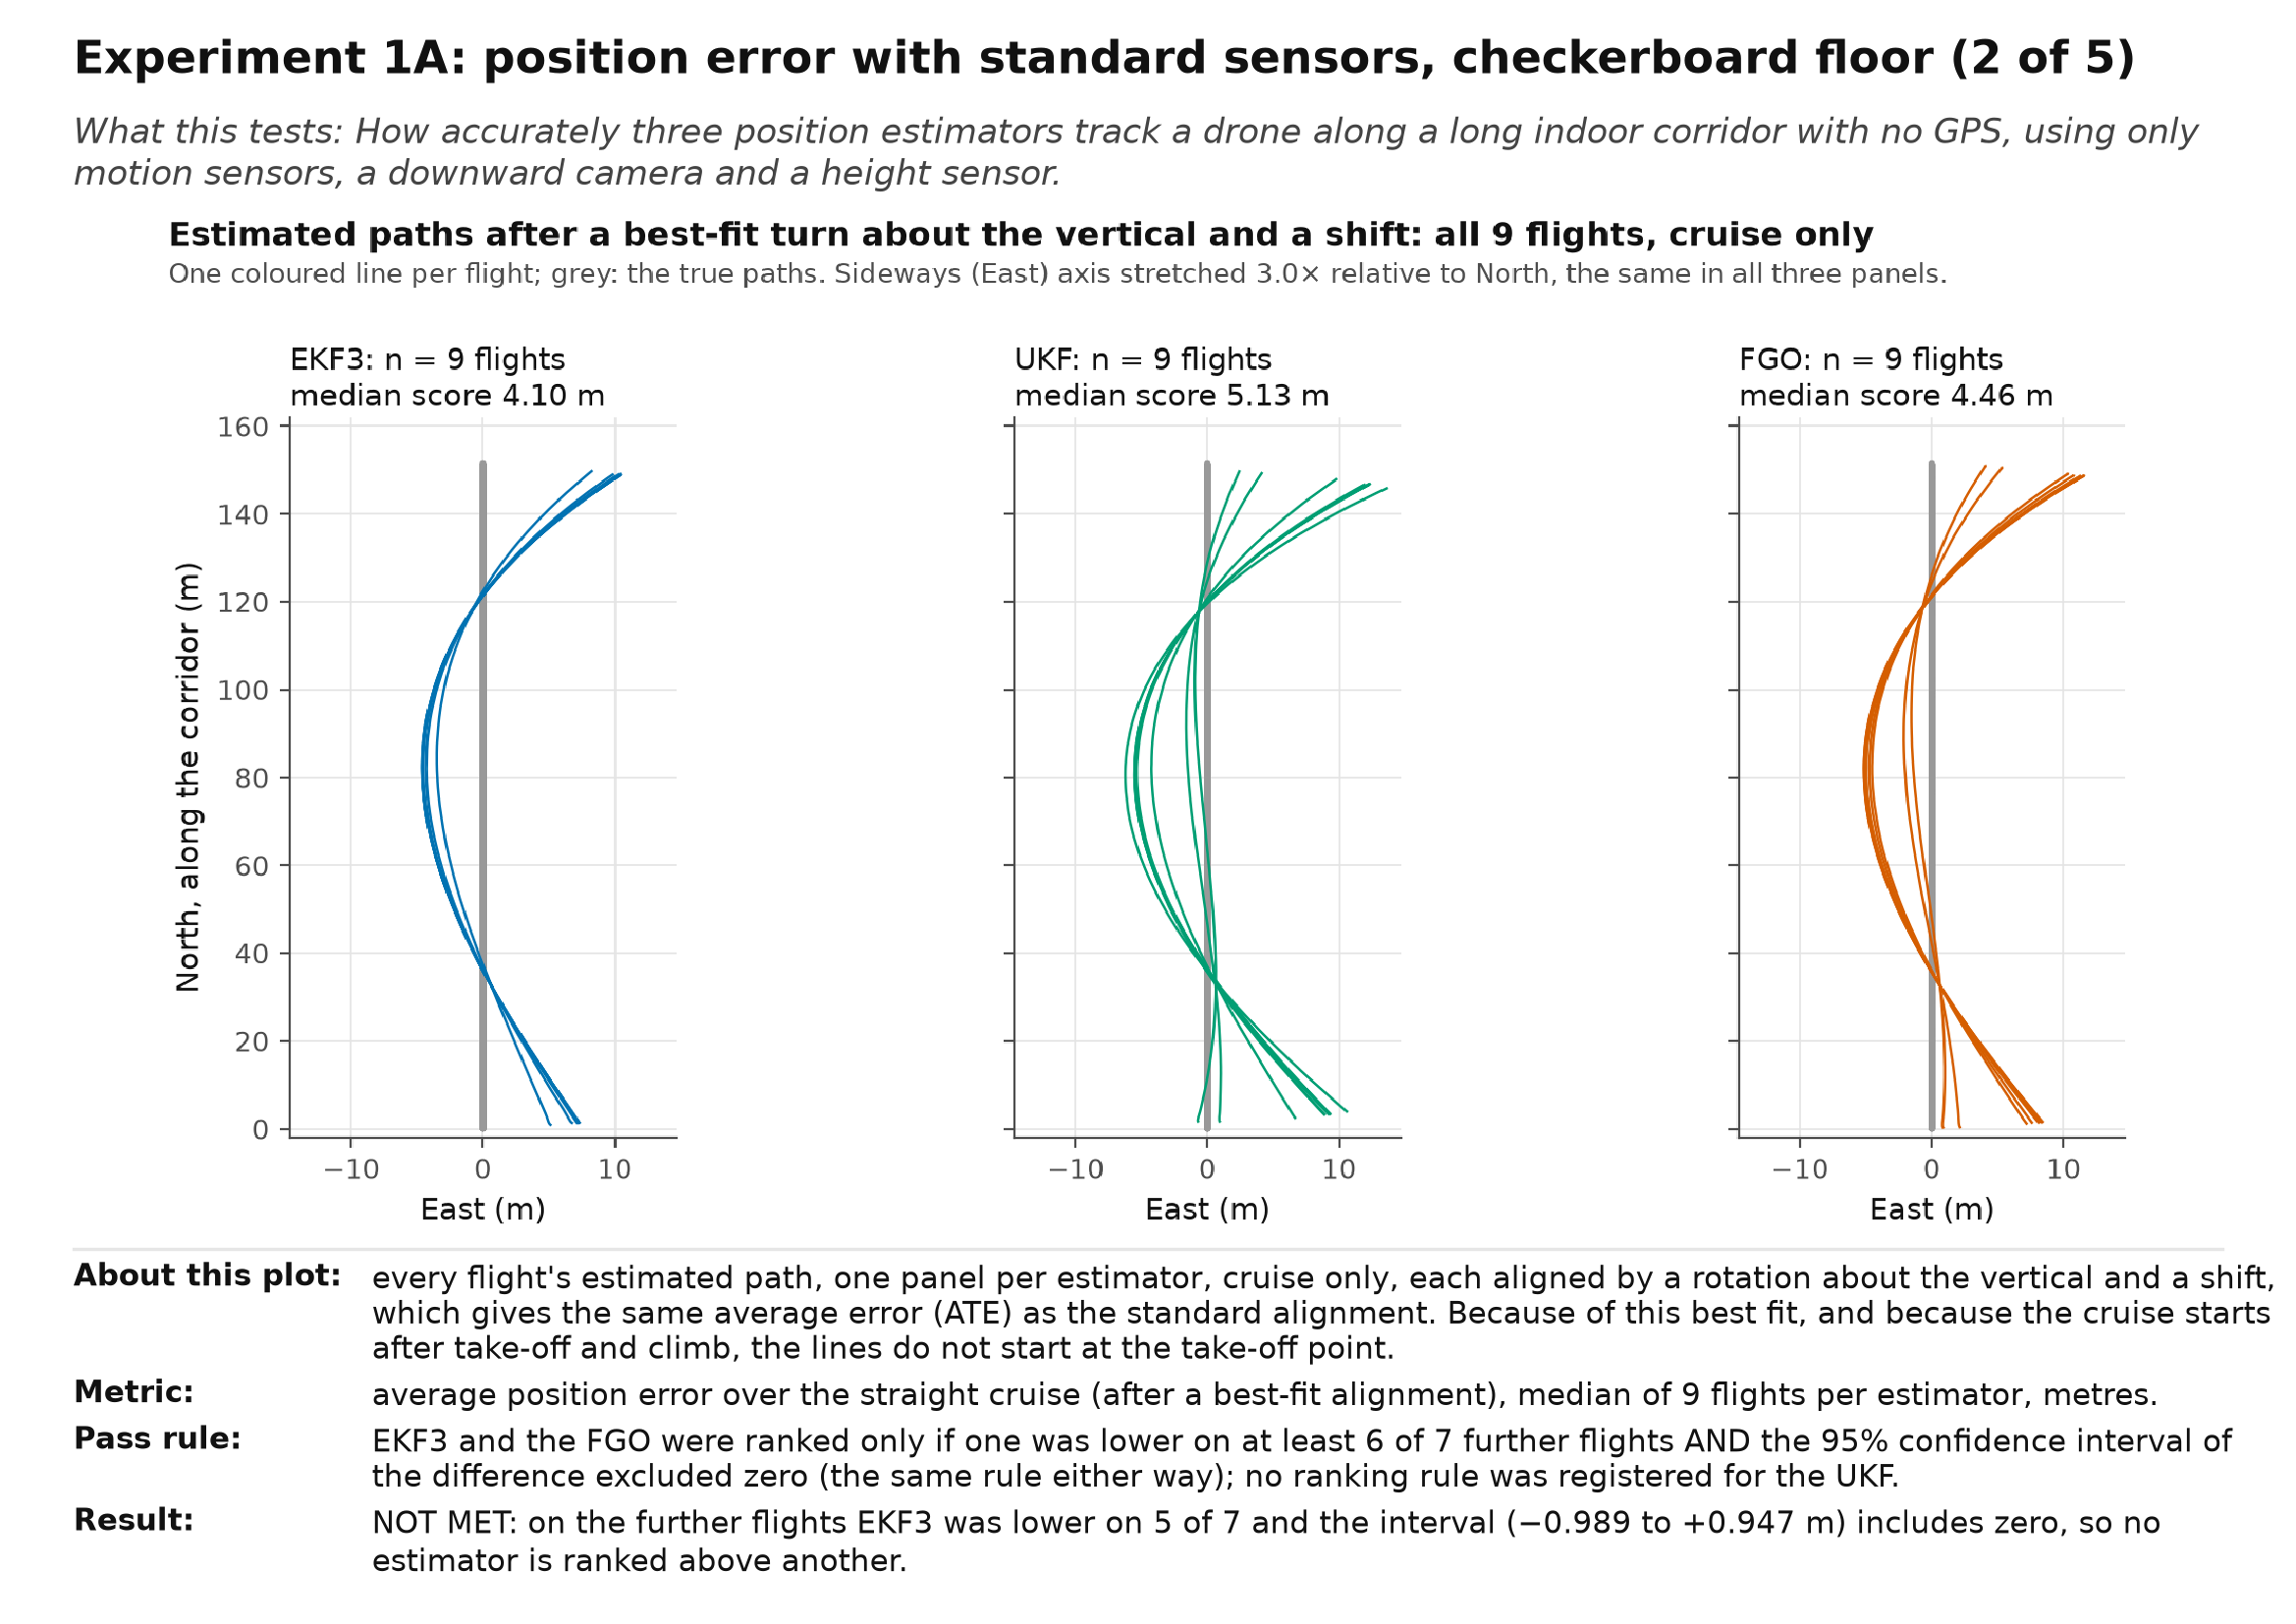 Experiment 1A: position error with standard sensors, checkerboard floor (2 of 5)
What this tests: How accurately three position estimators track a drone along a long indoor corridor with no GPS, using only
motion sensors, a downward camera and a height sensor.
Estimated paths after a best-fit turn about the vertical and a shift: all 9 flights, cruise only
One coloured line per flight; grey: the true paths. Sideways (East) axis stretched 3.0× relative to North, the same in all three panels.
EKF3: n = 9 flights
median score 4.10 m
UKF: n = 9 flights
median score 5.13 m
FGO: n = 9 flights
median score 4.46 m
North, along the corridor (m)
160
140
120
100
80
60
40
20
0
−10 0 10
East (m)
−10 0 10
East (m)
−10 0 10
East (m)
About this plot: every flight's estimated path, one panel per estimator, cruise only, each aligned by a rotation about the vertical and a shift,
which gives the same average error (ATE) as the standard alignment. Because of this best fit, and because the cruise starts
after take-off and climb, the lines do not start at the take-off point.
Metric: average position error over the straight cruise (after a best-fit alignment), median of 9 flights per estimator, metres.
Pass rule: EKF3 and the FGO were ranked only if one was lower on at least 6 of 7 further flights AND the 95% confidence interval of
the difference excluded zero (the same rule either way); no ranking rule was registered for the UKF.
Result: NOT MET: on the further flights EKF3 was lower on 5 of 7 and the interval (−0.989 to +0.947 m) includes zero, so no
estimator is ranked above another.